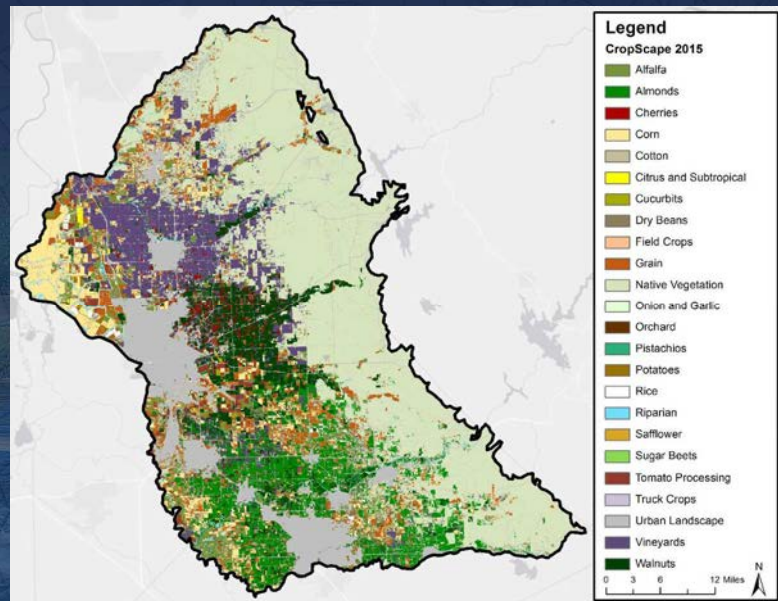 Legend
CropScape 2015
Alfalfa
Almonds
Cherries
Corn
Cotton
Citrus and Subtropical
Cucurbits
Dry Beans
Field Crops
Grain
Native Vegetation
Onion and Garlic
Orchard
Pistachios
Potatoes
Rice
Riparian
Safflower
Sugar Beets
Tomato Processing
Truck Crops
Urban Landscape
Vineyards
Walnuts
0 3 6 12 Miles
N